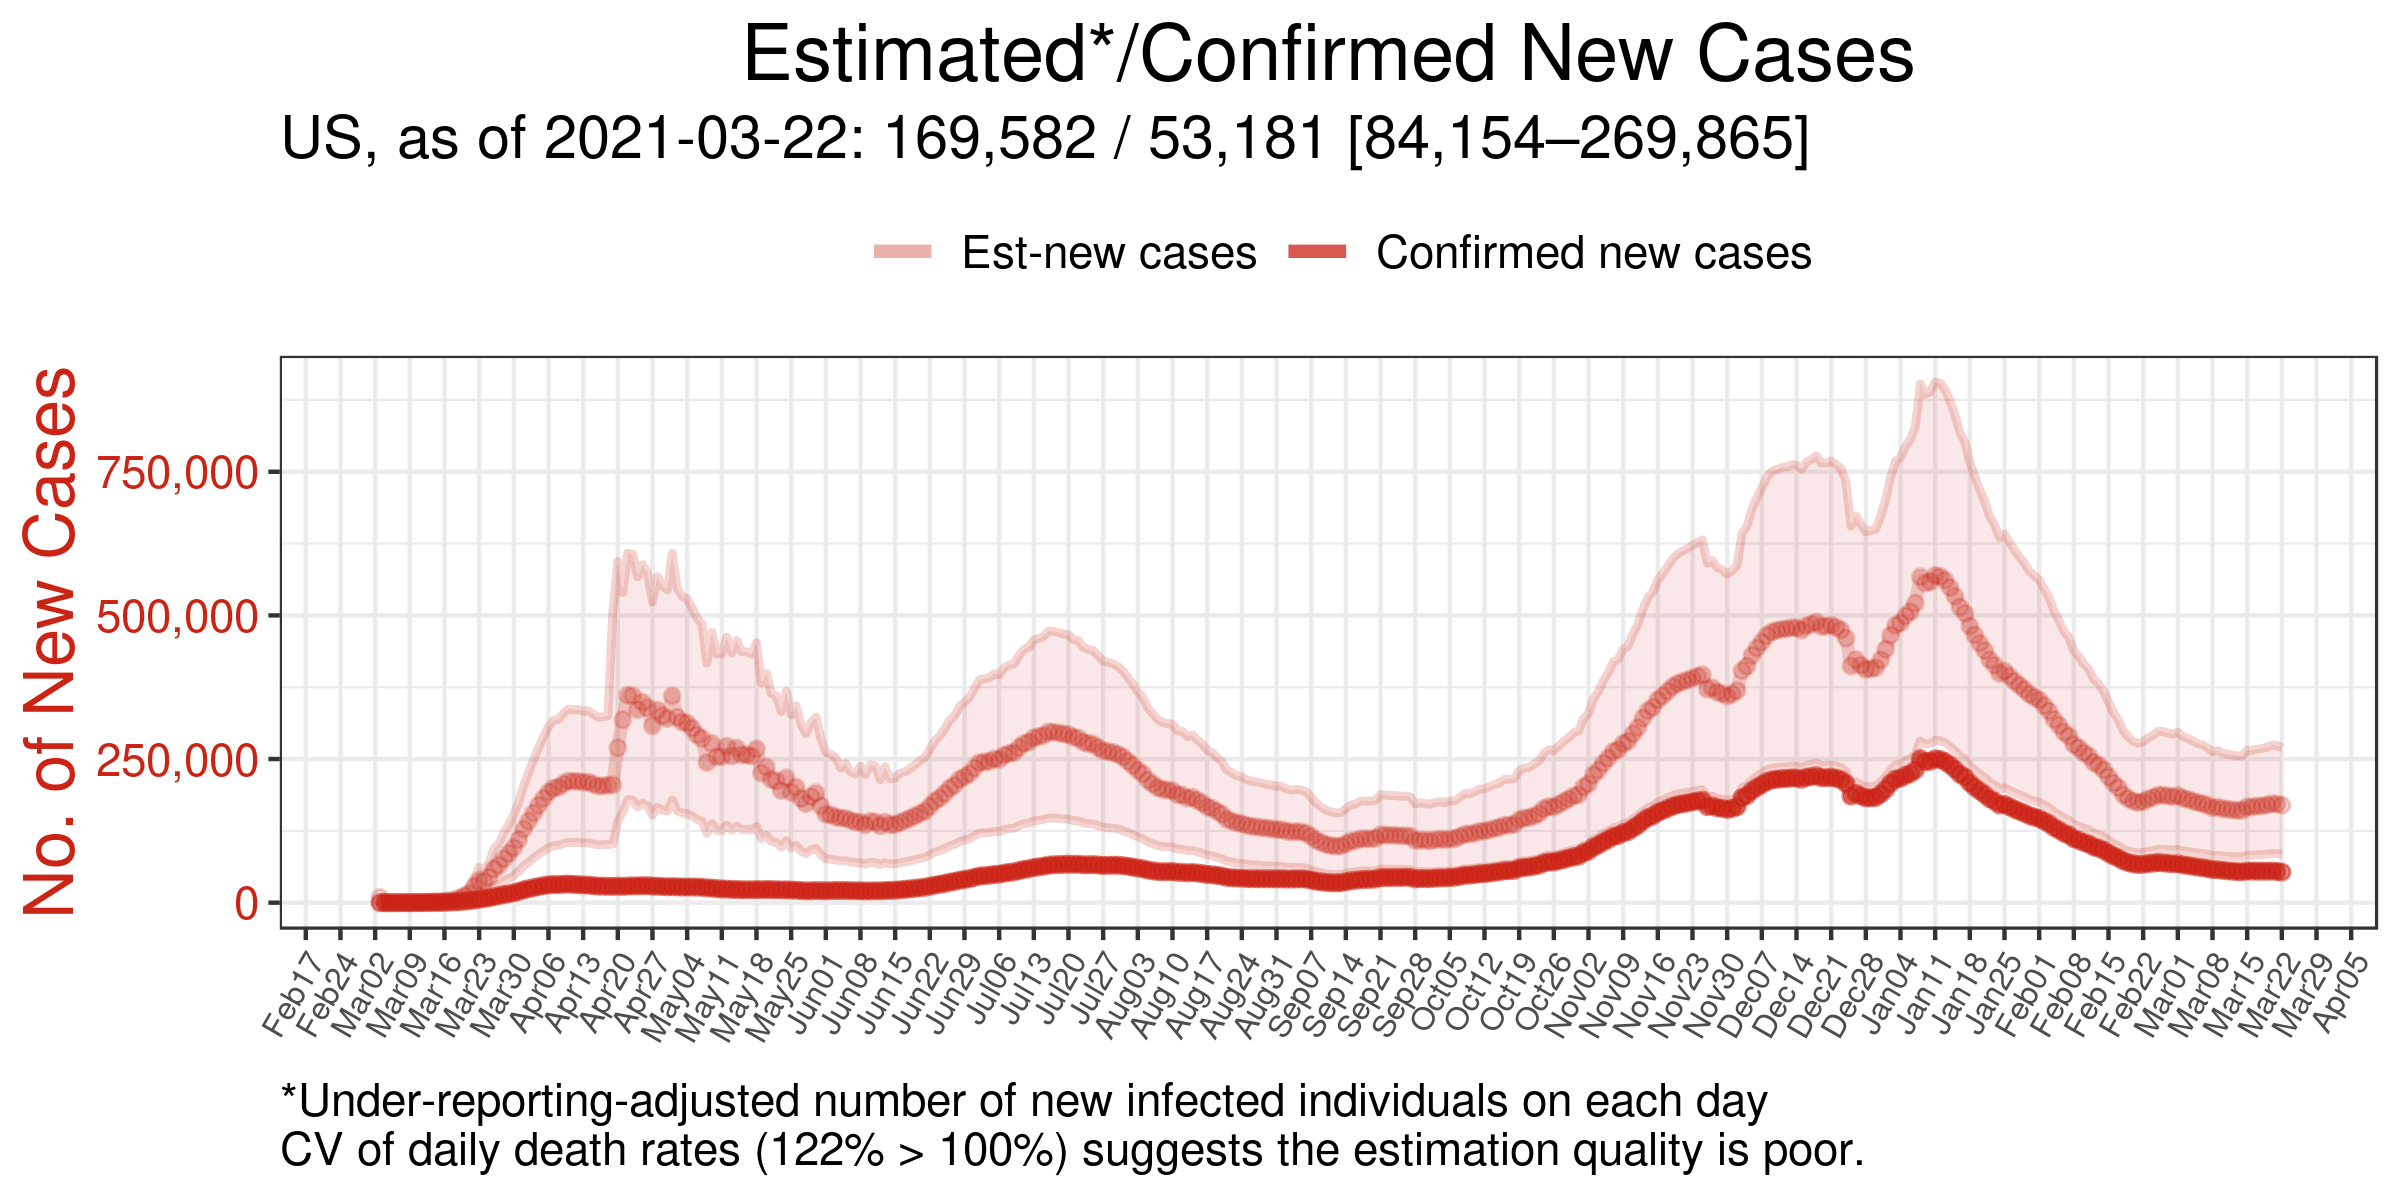 Estimated*/Confirmed New Cases
US, as of 2021-03-22: 169,582 / 53,181 [84,154–269,865]
Est-new cases Confirmed new cases
No. of New Cases
750,000
500,000
250,000
0
Feb17 Feb24 Mar02 Mar09 Mar16 Mar23 Mar30 Apr06 Apr13 Apr20 Apr27 May04 May11 May18 May25 Jun01 Jun08 Jun15 Jun22 Jun29 Jul06 Jul13 Jul20 Jul27 Aug03 Aug10 Aug17 Aug24 Aug31 Sep07 Sep14 Sep21 Sep28 Oct05 Oct12 Oct19 Oct26 Nov02 Nov09 Nov16 Nov23 Nov30 Dec07 Dec14 Dec21 Dec28 Jan04 Jan11 Jan18 Jan25 Feb01 Feb08 Feb15 Feb22 Mar01 Mar08 Mar15 Mar22 Mar29 Apr05
*Under-reporting-adjusted number of new infected individuals on each day
CV of daily death rates (122% > 100%) suggests the estimation quality is poor.